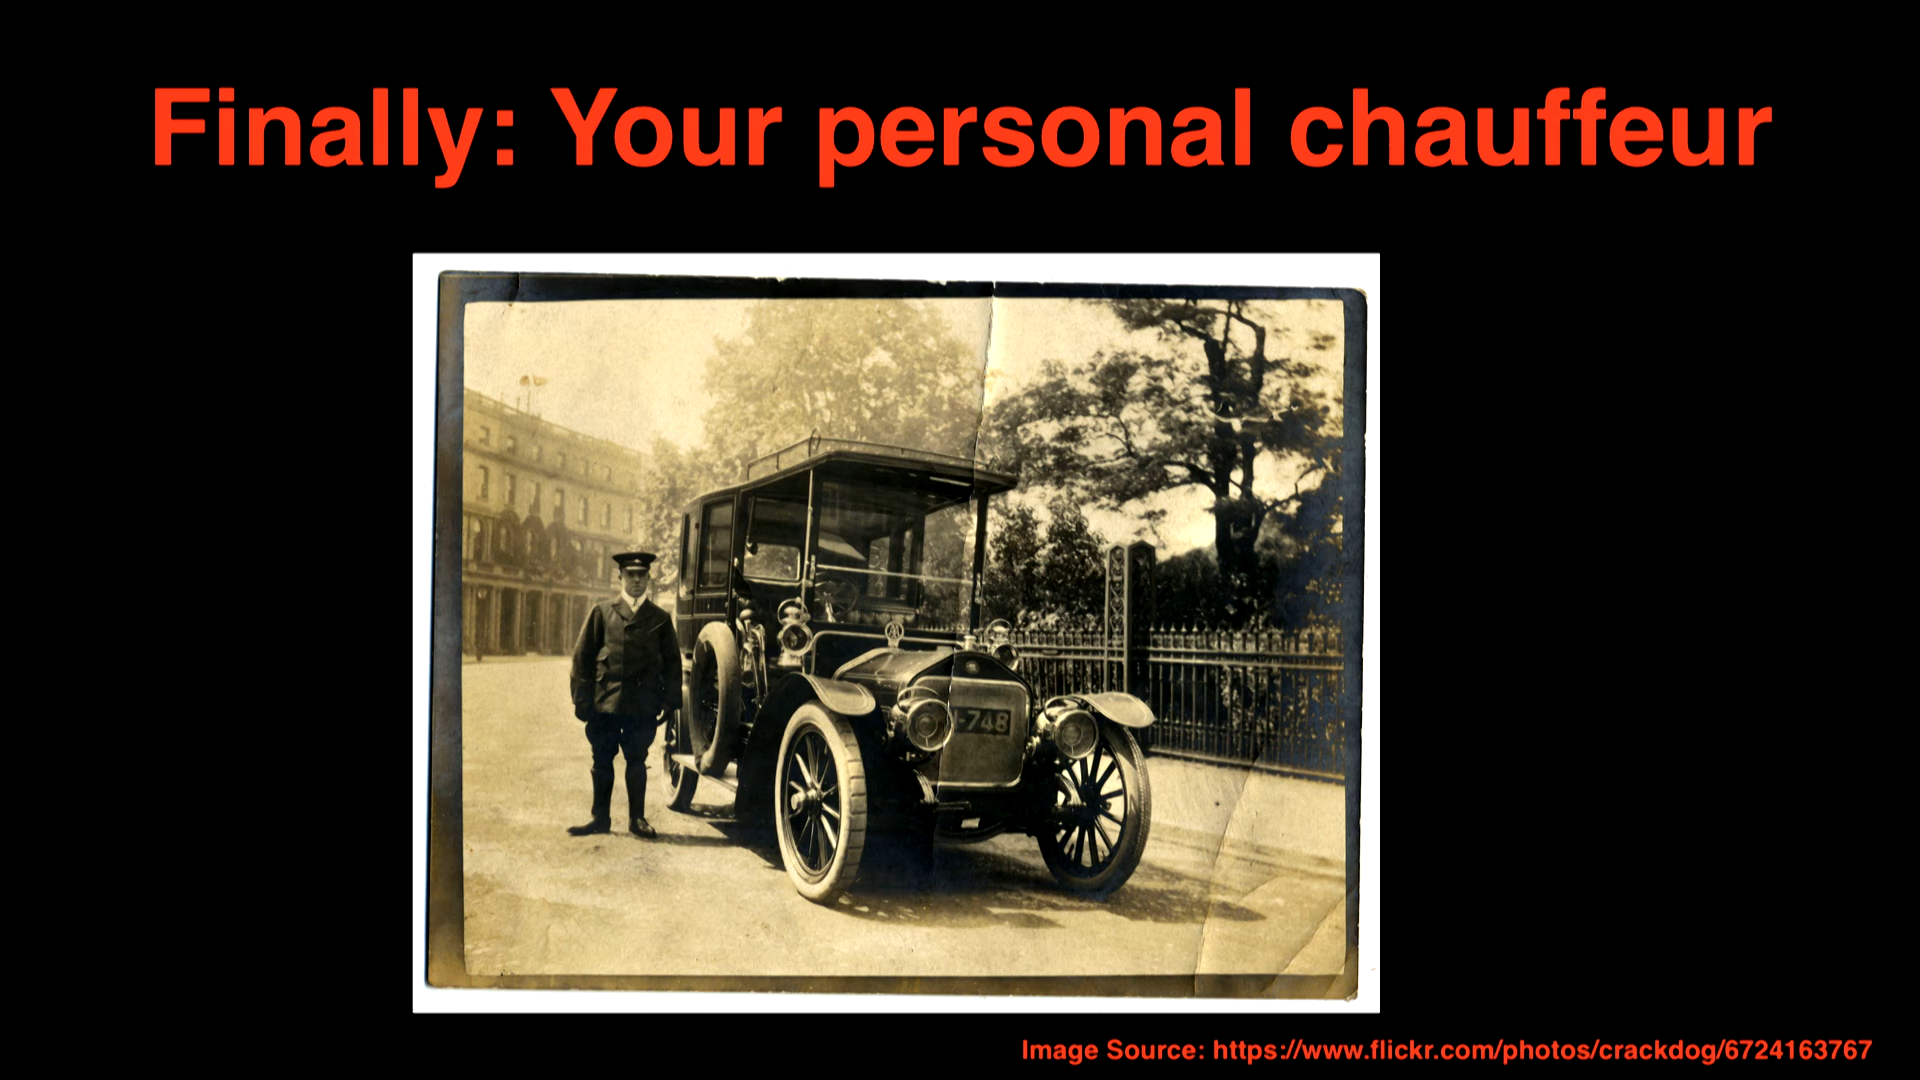 Finally: Your personal chauffeur
-748
Image Source: https://www.flickr.com/photos/crackdog/6724163767